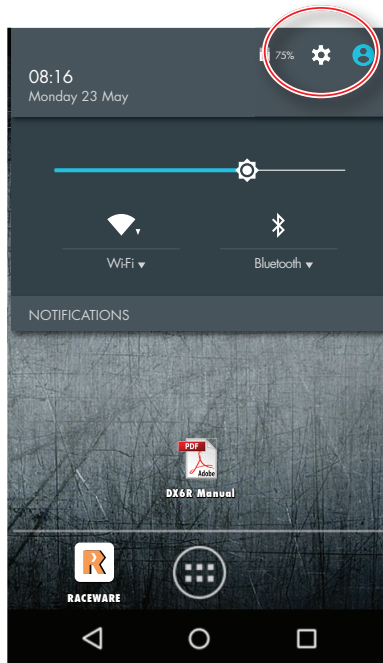 75%
08:16
Monday 23 May
Wi-Fi
Bluetooth
NOTIFICATIONS
PDF
Adobe
DX6R Manual
R
RACEWARE